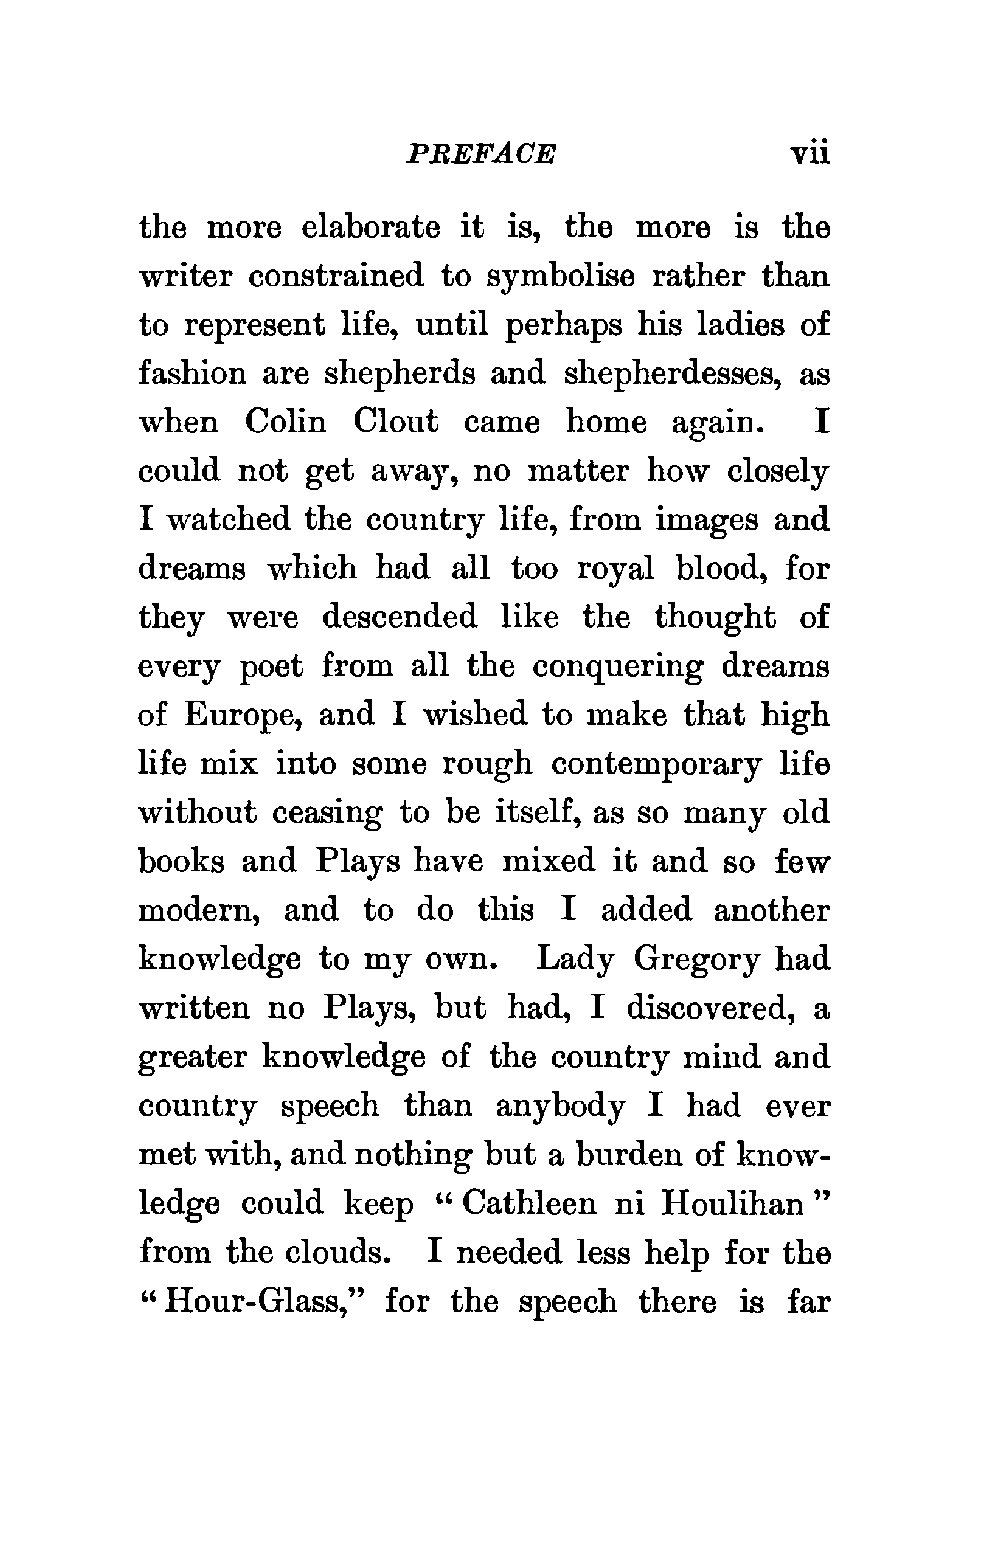 PREFACE vii
the more elaborate it is, the more is the
writer constrained to symbolise rather than
to represent life, until perhaps his ladies of
fashion are shepherds and shepherdesses, as
when Colin Clout came home again. I
could not get away, no matter how closely
I watched the country life, from images and
dreams which had all too royal blood, for
they were descended like the thought of
every poet from all the conquering dreams
of Europe, and I wished to make that high
life mix into some rough contemporary life
without ceasing to be itself, as so many old
books and Plays have mixed it and so few
modern, and to do this I added another
knowledge to my own. Lady Gregory had
written no Plays, but had, I discovered, a
greater knowledge of the country mind and
country speech than anybody I had ever
met with, and nothing but a burden of know-
ledge could keep “ Cathleen ni Houlihan ”
from the clouds. I needed less help for the
“ Hour-Glass,” for the speech there is far